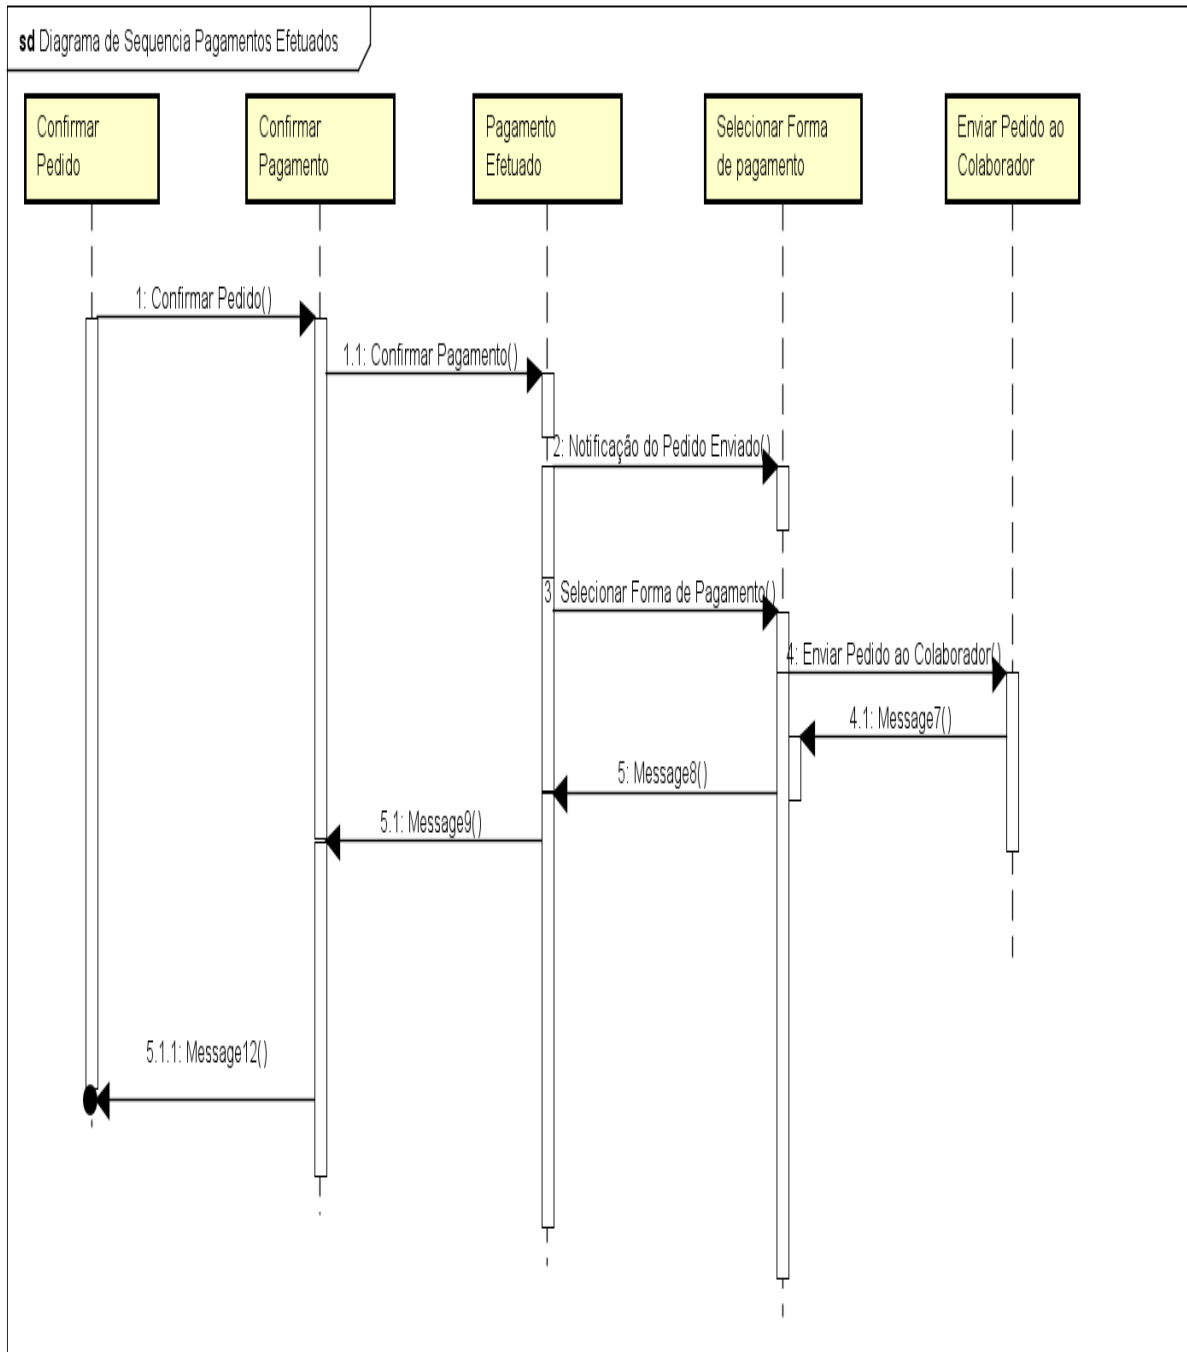 sd Diagrama de Sequencia Pagamentos Efetuados
Confirmar
Pedido
Confirmar
Pagamento
Pagamento
Efetuado
Selecionar Forma
de pagamento
Enviar Pedido ao
Colaborador
1: Confirmar Pedido()
1.1: Confirmar Pagamento()
2: Notificação do Pedido Enviado()
3: Selecionar Forma de Pagamento()
4: Enviar Pedido ao Colaborador()
4.1: Message7()
5: Message8()
5.1: Message9()
5.1.1: Message12()